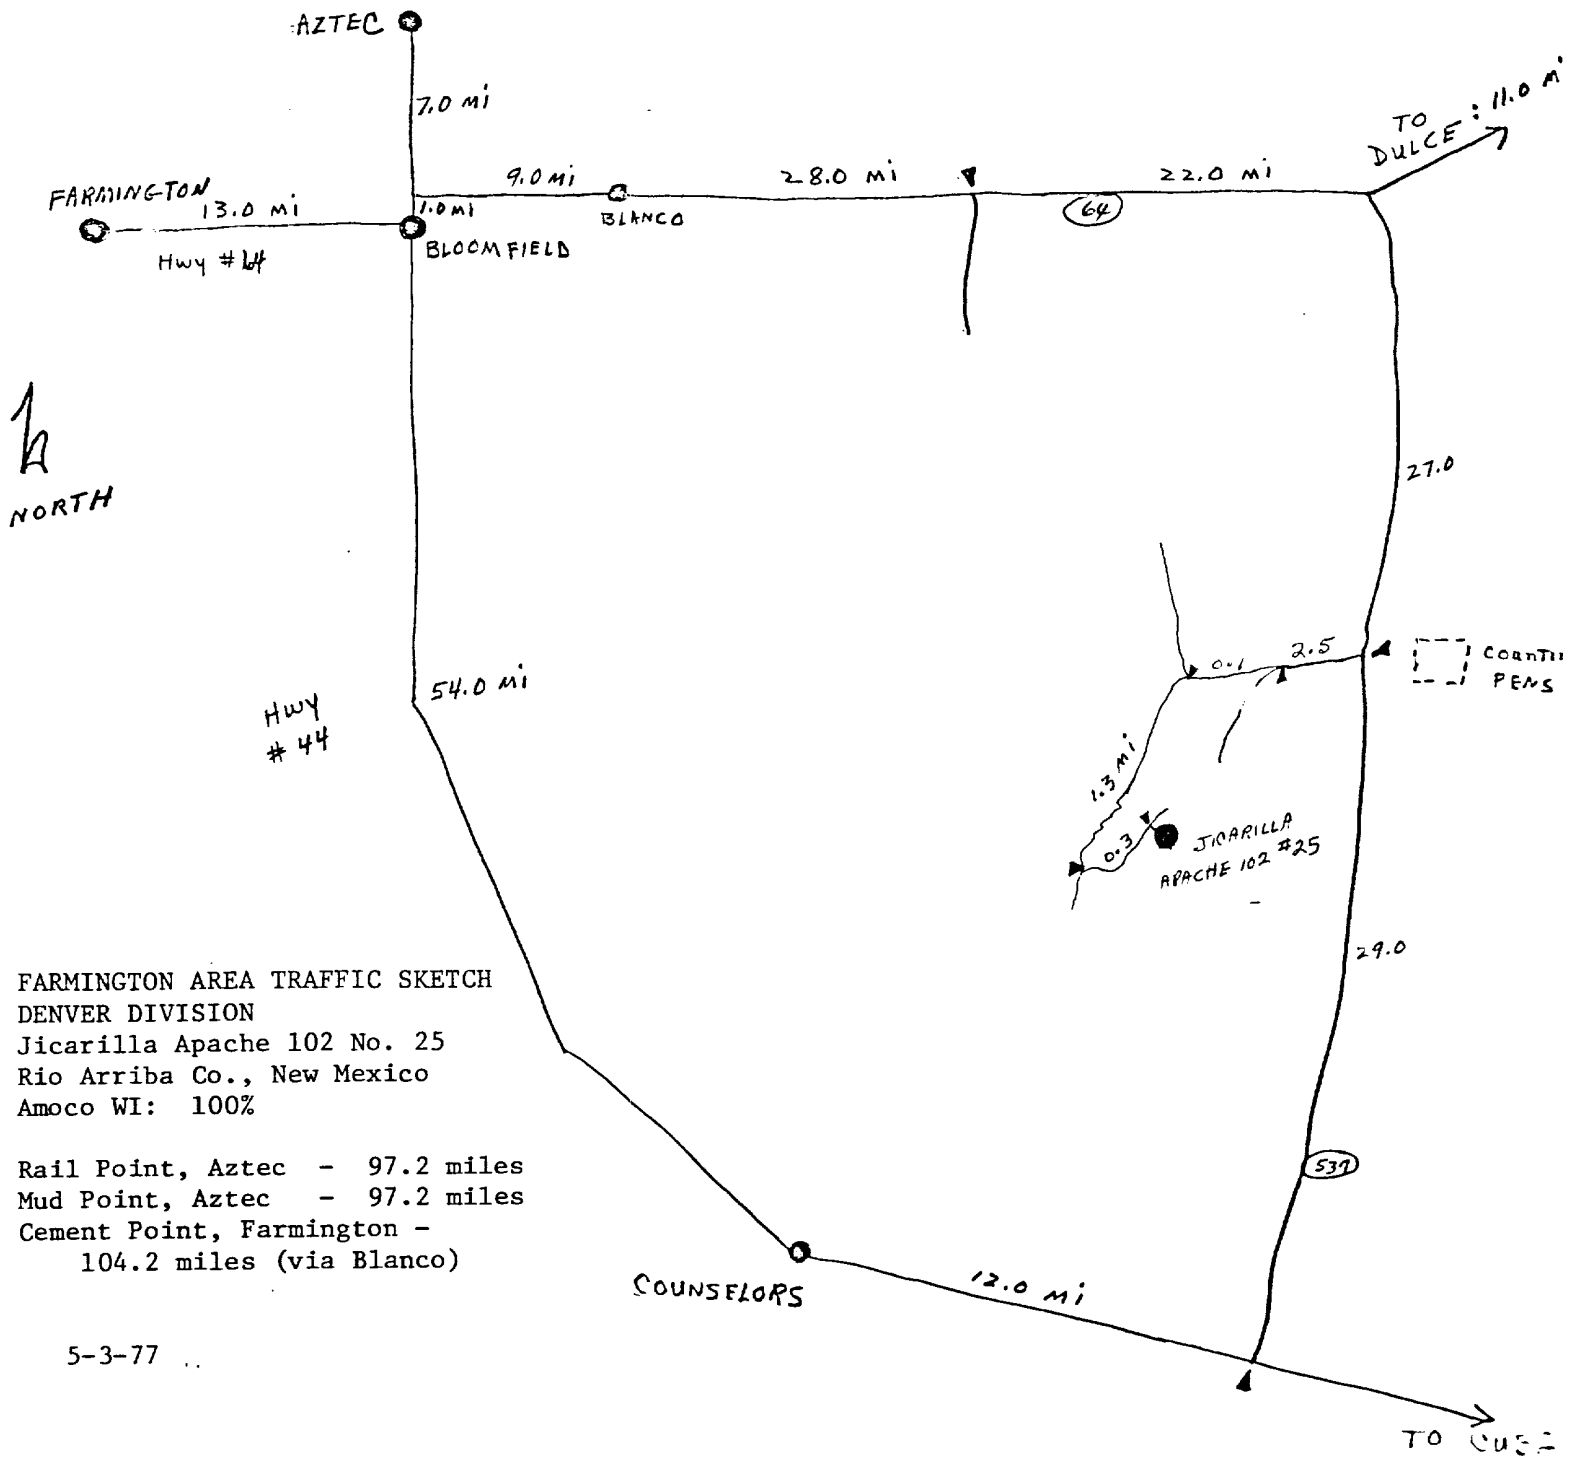 AZTEC
7.0 mi
TO
DULCE : 11.0 m
FARMINGTON
13.0 mi
9.0 mi
28.0 mi
22.0 mi
64
1.0 mi
BLANCO
BLOOMFIELD
Hwy #64
NORTH
27.0
0.1
2.5
PENS
54.0 mi
HWY
# 44
1.3 mi
0.3
JICARILLA
APACHE 102 #25
29.0
FARMINGTON AREA TRAFFIC SKETCH
DENVER DIVISION
Jicarilla Apache 102 No. 25
Rio Arriba Co., New Mexico
Amoco WI: 100%
Rail Point, Aztec - 97.2 miles
Mud Point, Aztec - 97.2 miles
Cement Point, Farmington -
104.2 miles (via Blanco)
537
COUNSELORS
12.0 mi
5-3-77
TO